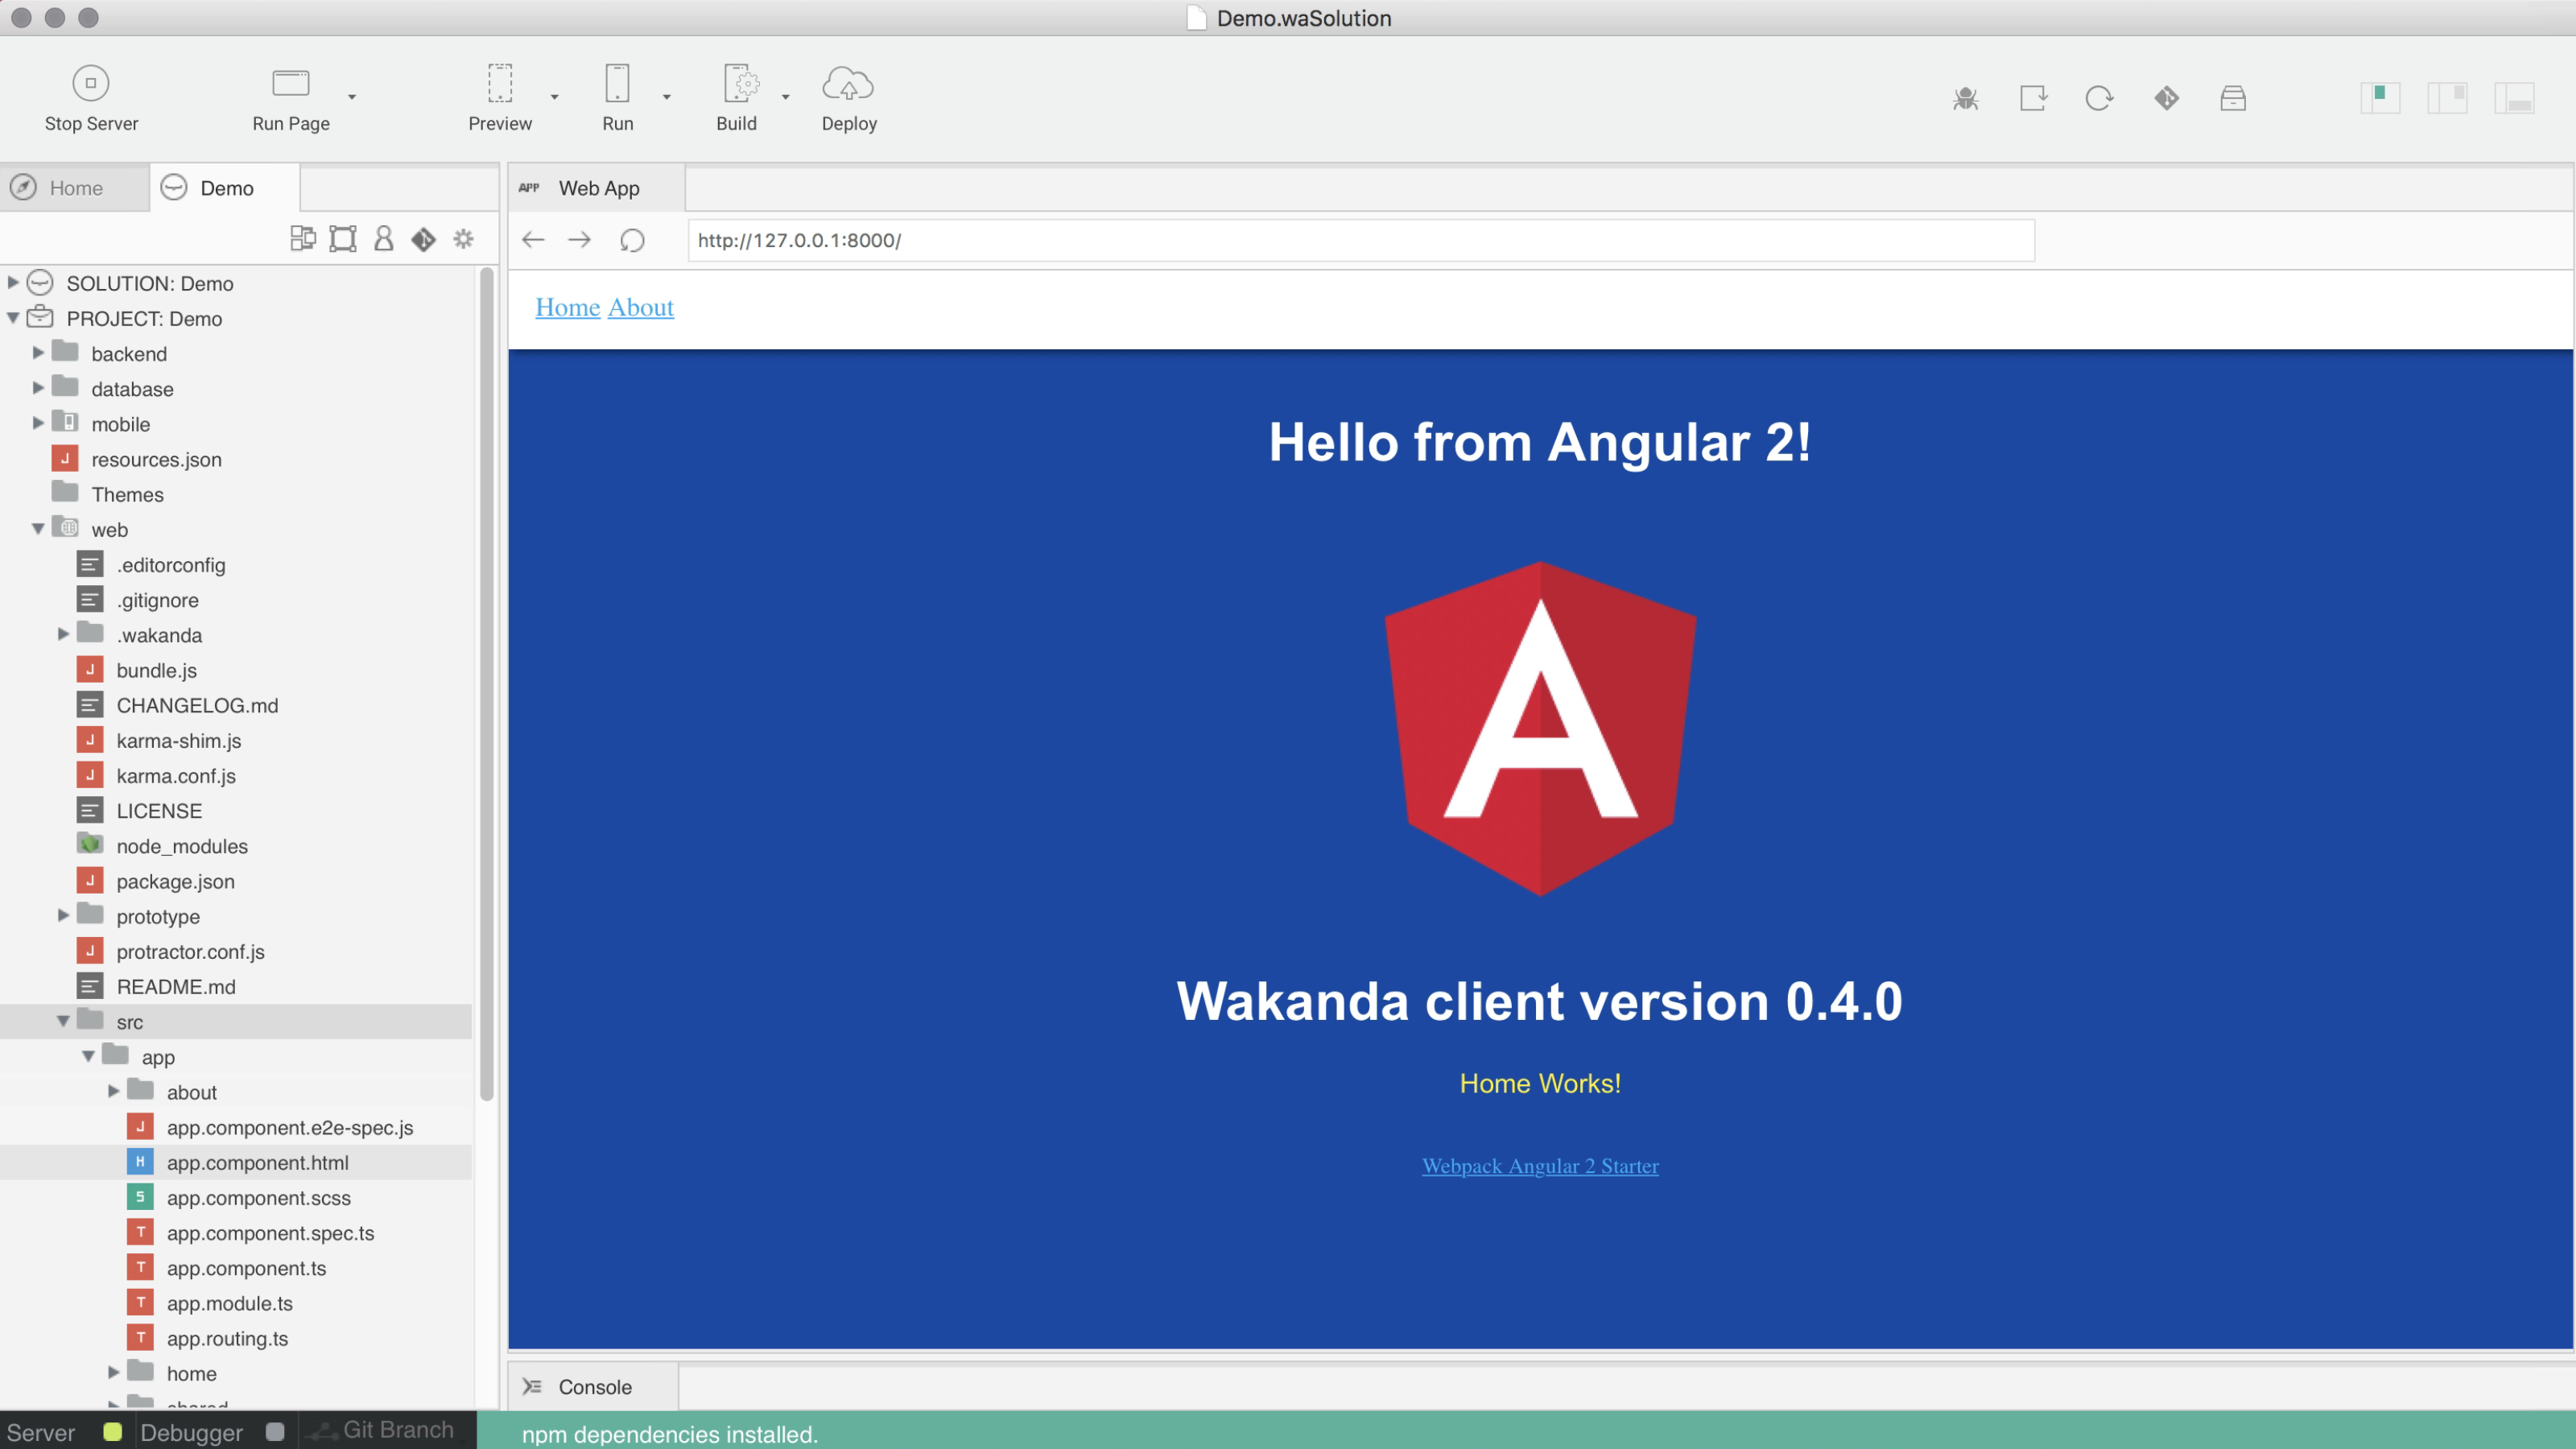 Demo.waSolution
Stop Server
Run Page
Preview
Run
Build
Deploy
Home
Demo
APP Web App
http://127.0.0.1:8000/
SOLUTION: Demo
PROJECT: Demo
backend
database
mobile
J resources.json
Themes
web
.editorconfig
.gitignore
.wakanda
J bundle.js
CHANGELOG.md
J karma-shim.js
J karma.conf.js
LICENSE
node_modules
J package.json
prototype
J protractor.conf.js
README.md
src
app
about
J app.component.e2e-spec.js
H app.component.html
S app.component.scss
T app.component.spec.ts
T app.component.ts
T app.module.ts
T app.routing.ts
home
shared
Home About
Hello from Angular 2!
A
Wakanda client version 0.4.0
Home Works!
Webpack Angular 2 Starter
Console
Server
Debugger
Git Branch
npm dependencies installed.